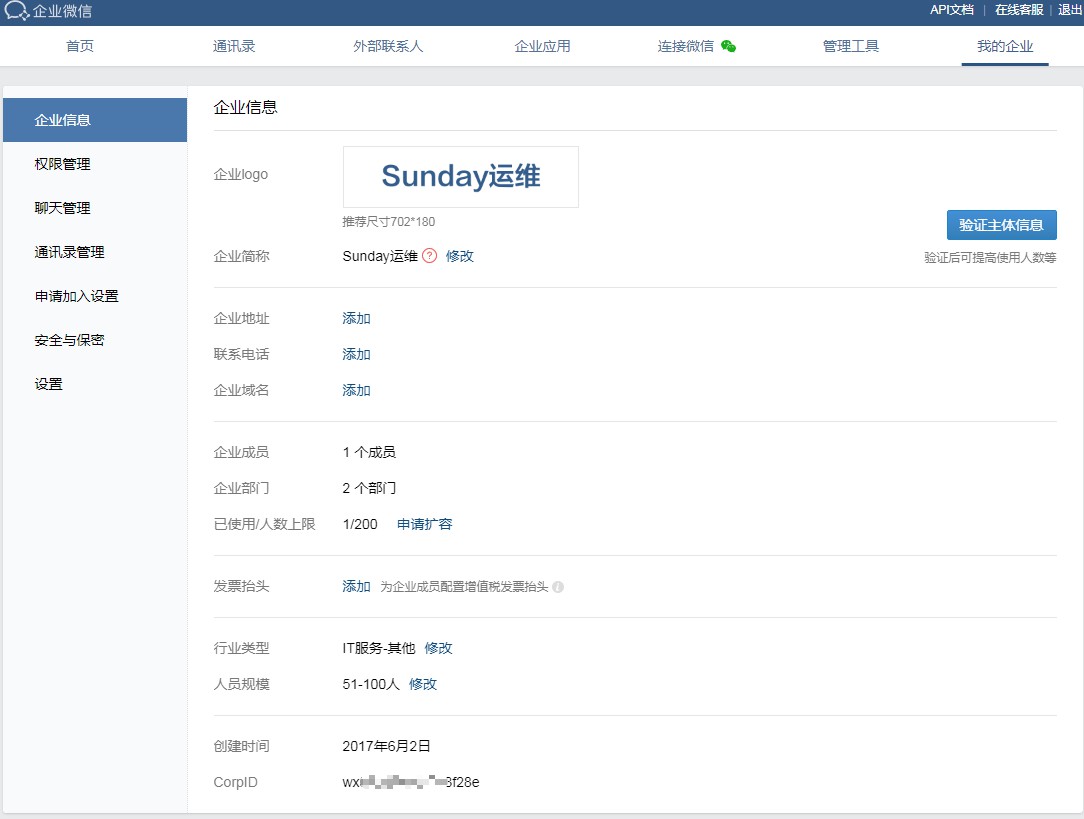 企业微信
API文档 | 在线客服 | 退出
首页 通讯录 外部联系人 企业应用 连接微信 管理工具 我的企业
企业信息
权限管理
聊天管理
通讯录管理
申请加入设置
安全与保密
设置
企业信息
企业logo Sunday运维
推荐尺寸702*180
验证主体信息
验证后可提高使用人数等
企业简称 Sunday运维 ? 修改
企业地址 添加
联系电话 添加
企业域名 添加
企业成员 1 个成员
企业部门 2 个部门
已使用/人数上限 1/200 申请扩容
发票抬头 添加 为企业成员配置增值税发票抬头 i
行业类型 IT服务-其他 修改
人员规模 51-100人 修改
创建时间 2017年6月2日
CorpID wx 3f28e